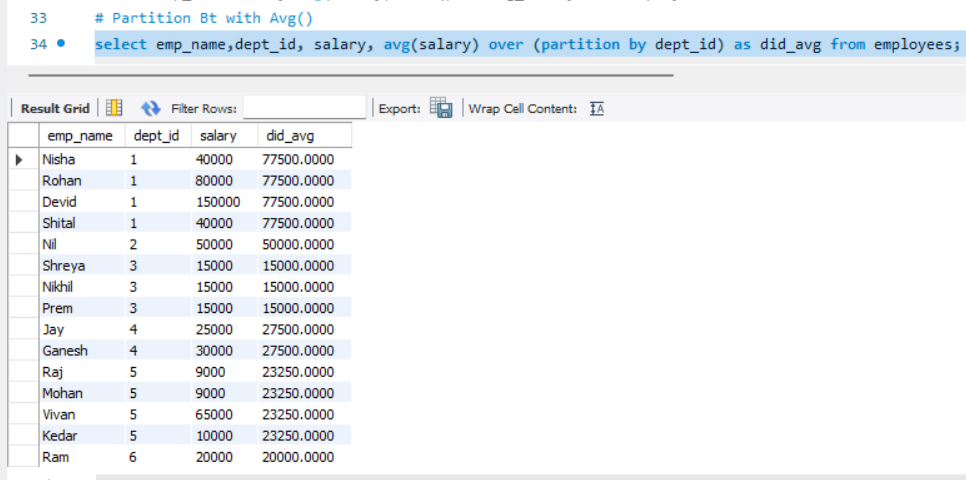 33 # Partition Bt with Avg()
34 select emp_name,dept_id, salary, avg(salary) over (partition by dept_id) as did_avg from employees;
Result Grid Filter Rows: Export: Wrap Cell Content:
emp_name dept_id salary did_avg
Nisha 1 40000 77500.0000
Rohan 1 80000 77500.0000
Devid 1 150000 77500.0000
Shital 1 40000 77500.0000
Nil 2 50000 50000.0000
Shreya 3 15000 15000.0000
Nikhil 3 15000 15000.0000
Prem 3 15000 15000.0000
Jay 4 25000 27500.0000
Ganesh 4 30000 27500.0000
Raj 5 9000 23250.0000
Mohan 5 9000 23250.0000
Vivan 5 65000 23250.0000
Kedar 5 10000 23250.0000
Ram 6 20000 20000.0000